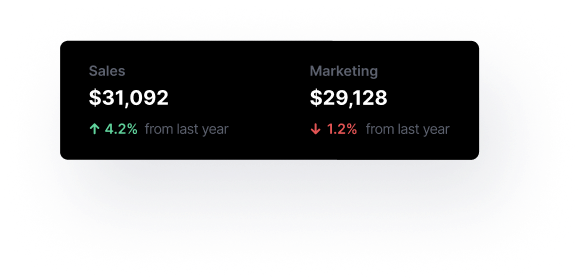 Sales
$31,092
↑ 4.2% from last year
Marketing
$29,128
↓ 1.2% from last year